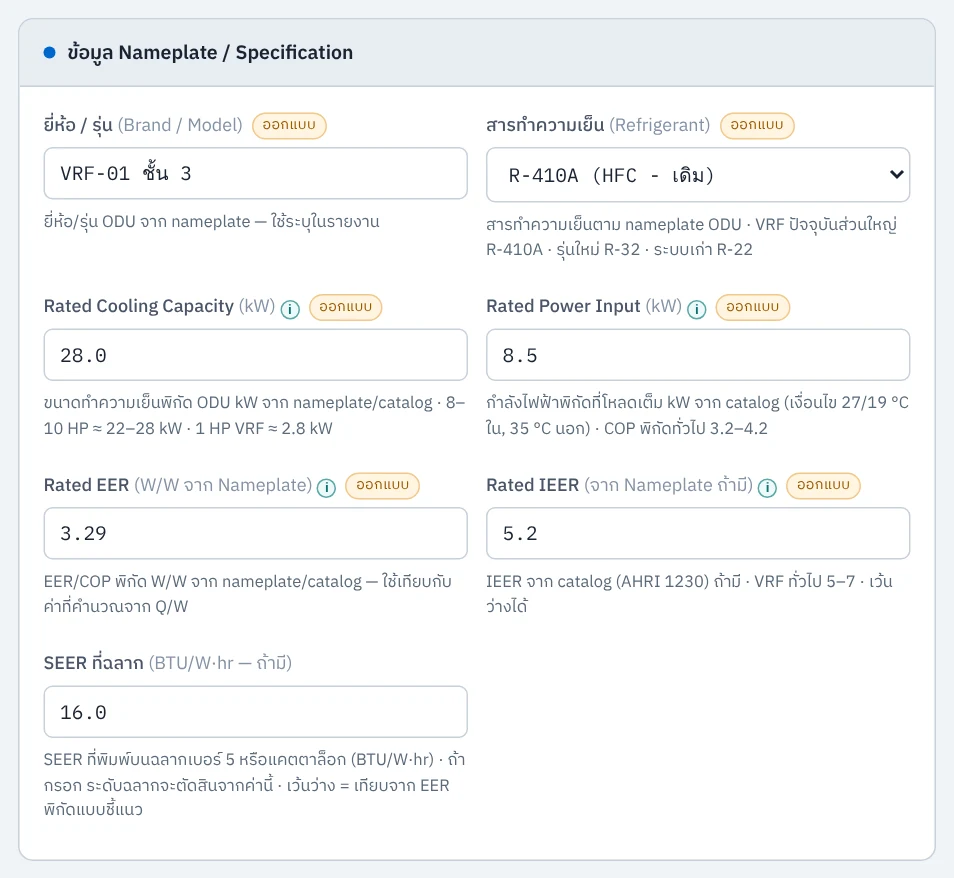 ข้อมูล Nameplate / Specification
ยี่ห้อ / รุ่น (Brand / Model) ออกแบบ
VRF-01 ชั้น 3
ยี่ห้อ/รุ่น ODU จาก nameplate — ใช้ระบุในรายงาน
สารทำความเย็น (Refrigerant) ออกแบบ
R-410A (HFC - เดิม)
สารทำความเย็นตาม nameplate ODU · VRF ปัจจุบันส่วนใหญ่
R-410A · รุ่นใหม่ R-32 · ระบบเก่า R-22
Rated Cooling Capacity (kW) i ออกแบบ
28.0
ขนาดทำความเย็นพิกัด ODU kW จาก nameplate/catalog · 8–
10 HP ≈ 22–28 kW · 1 HP VRF ≈ 2.8 kW
Rated Power Input (kW) i ออกแบบ
8.5
กำลังไฟฟ้าพิกัดที่โหลดเต็ม kW จาก catalog (เงื่อนไข 27/19 °C
ใน, 35 °C นอก) · COP พิกัดทั่วไป 3.2–4.2
Rated EER (W/W จาก Nameplate) i ออกแบบ
3.29
EER/COP พิกัด W/W จาก nameplate/catalog — ใช้เทียบกับ
ค่าที่คำนวณจาก Q/W
Rated IEER (จาก Nameplate ถ้ามี) i ออกแบบ
5.2
IEER จาก catalog (AHRI 1230) ถ้ามี · VRF ทั่วไป 5–7 · เว้น
ว่างได้
SEER ที่ฉลาก (BTU/W·hr — ถ้ามี)
16.0
SEER ที่พิมพ์บนฉลากเบอร์ 5 หรือแคตตาล็อก (BTU/W·hr) · ถ้า
กรอก ระดับฉลากจะตัดสินจากค่านี้ · เว้นว่าง = เทียบจาก EER
พิกัดแบบชี้แนว